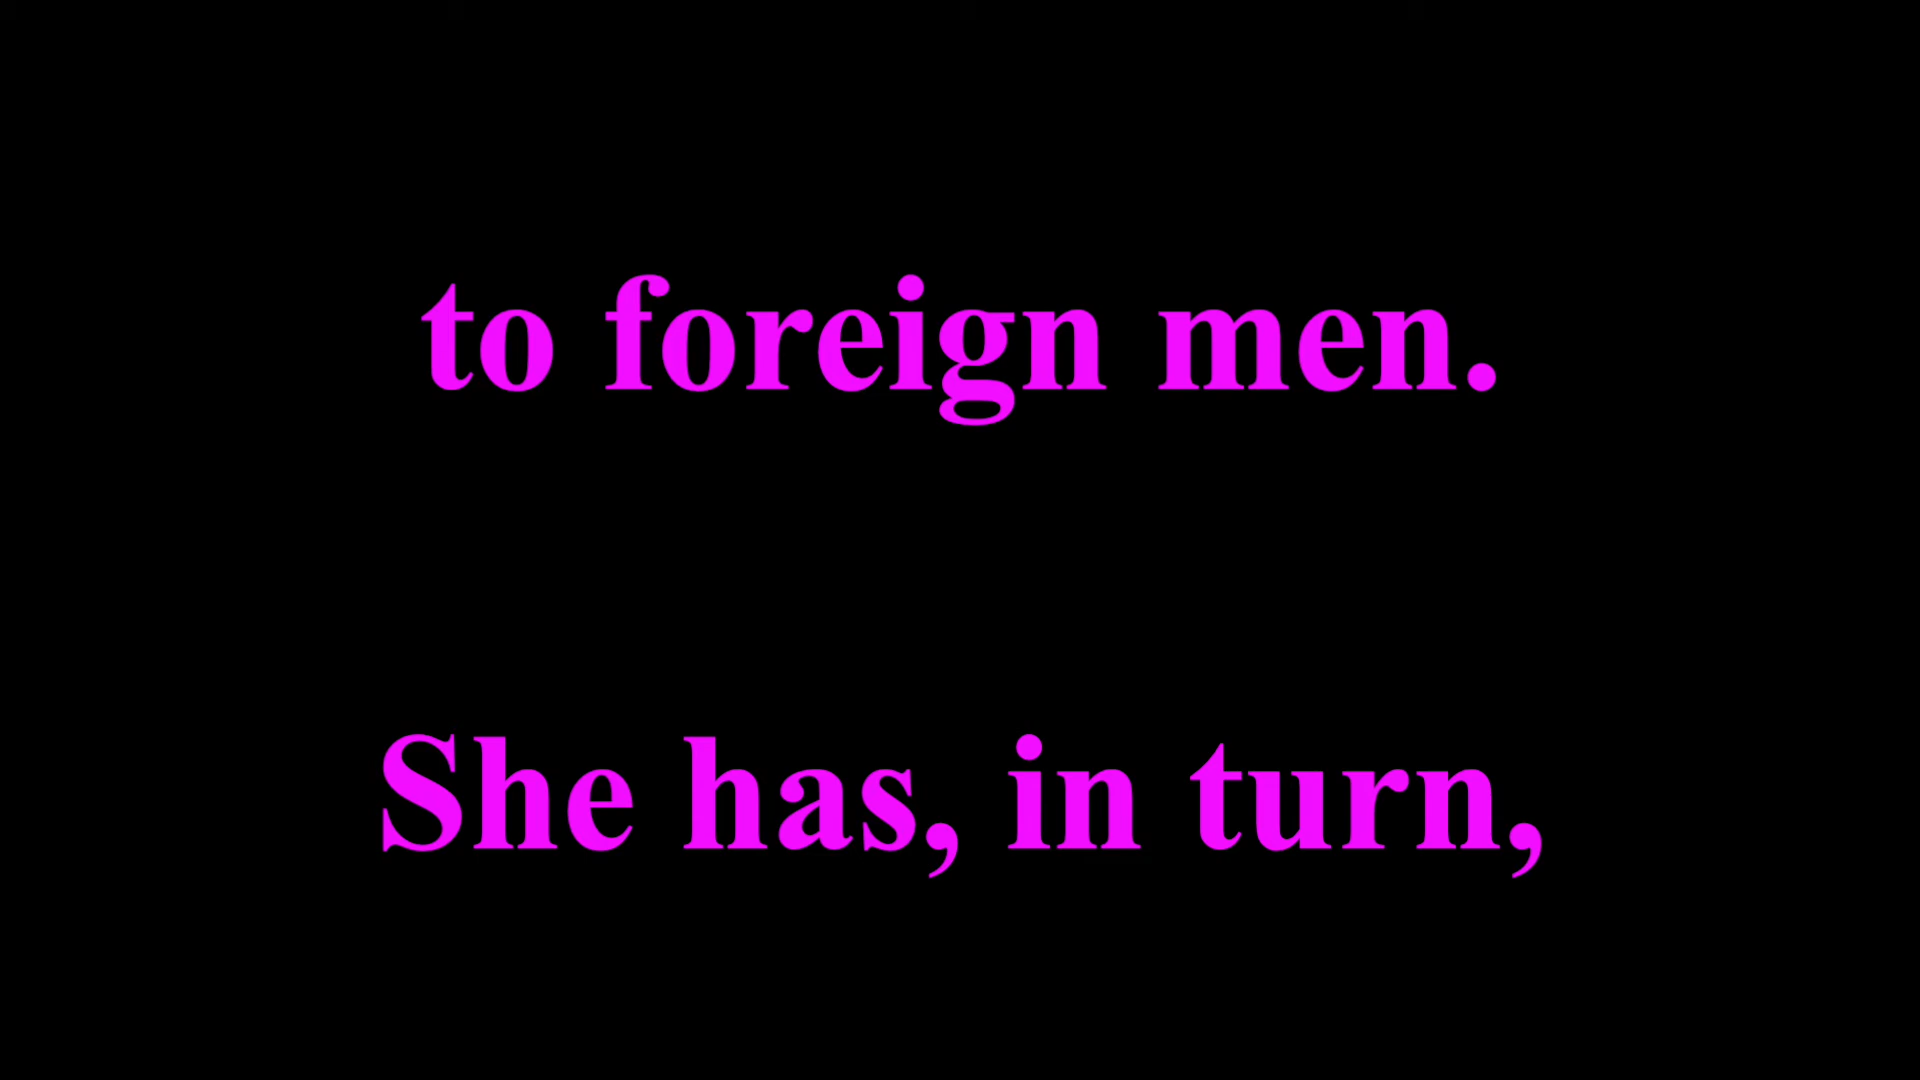 to foreign men.
She has, in turn,